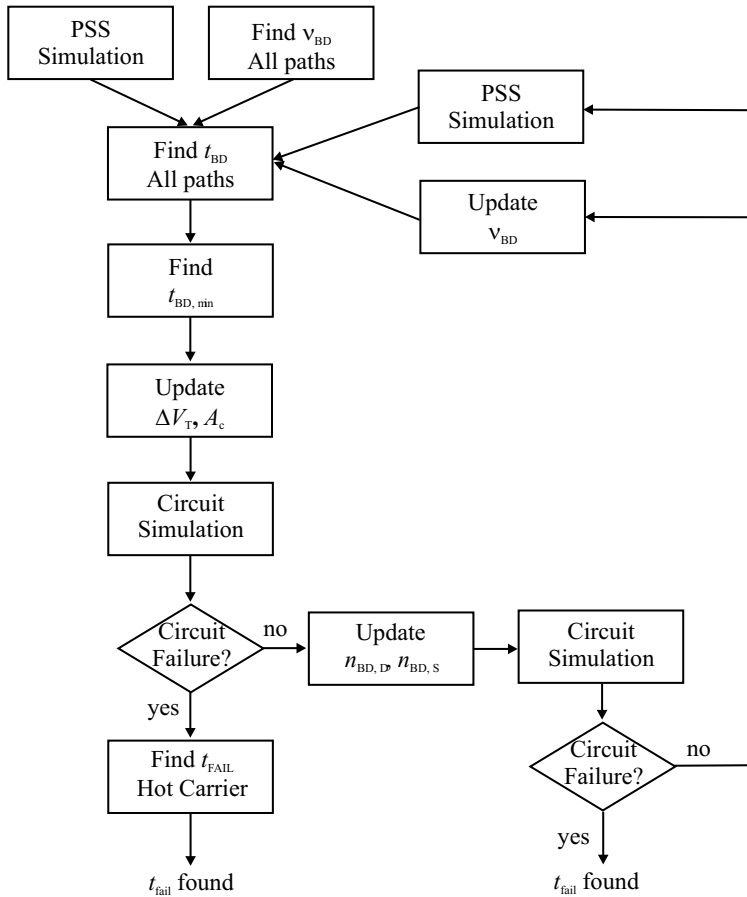 PSS
Simulation
Find ν_BD
All paths
PSS
Simulation
Find t_BD
All paths
Update
ν_BD
Find
t_BD, min
Update
ΔV_T, A_c
Circuit
Simulation
Circuit
Failure?
no
Update
n_BD, D, n_BD, S
Circuit
Simulation
yes
Find t_FAIL
Hot Carrier
Circuit
Failure?
no
yes
t_fail found
t_fail found